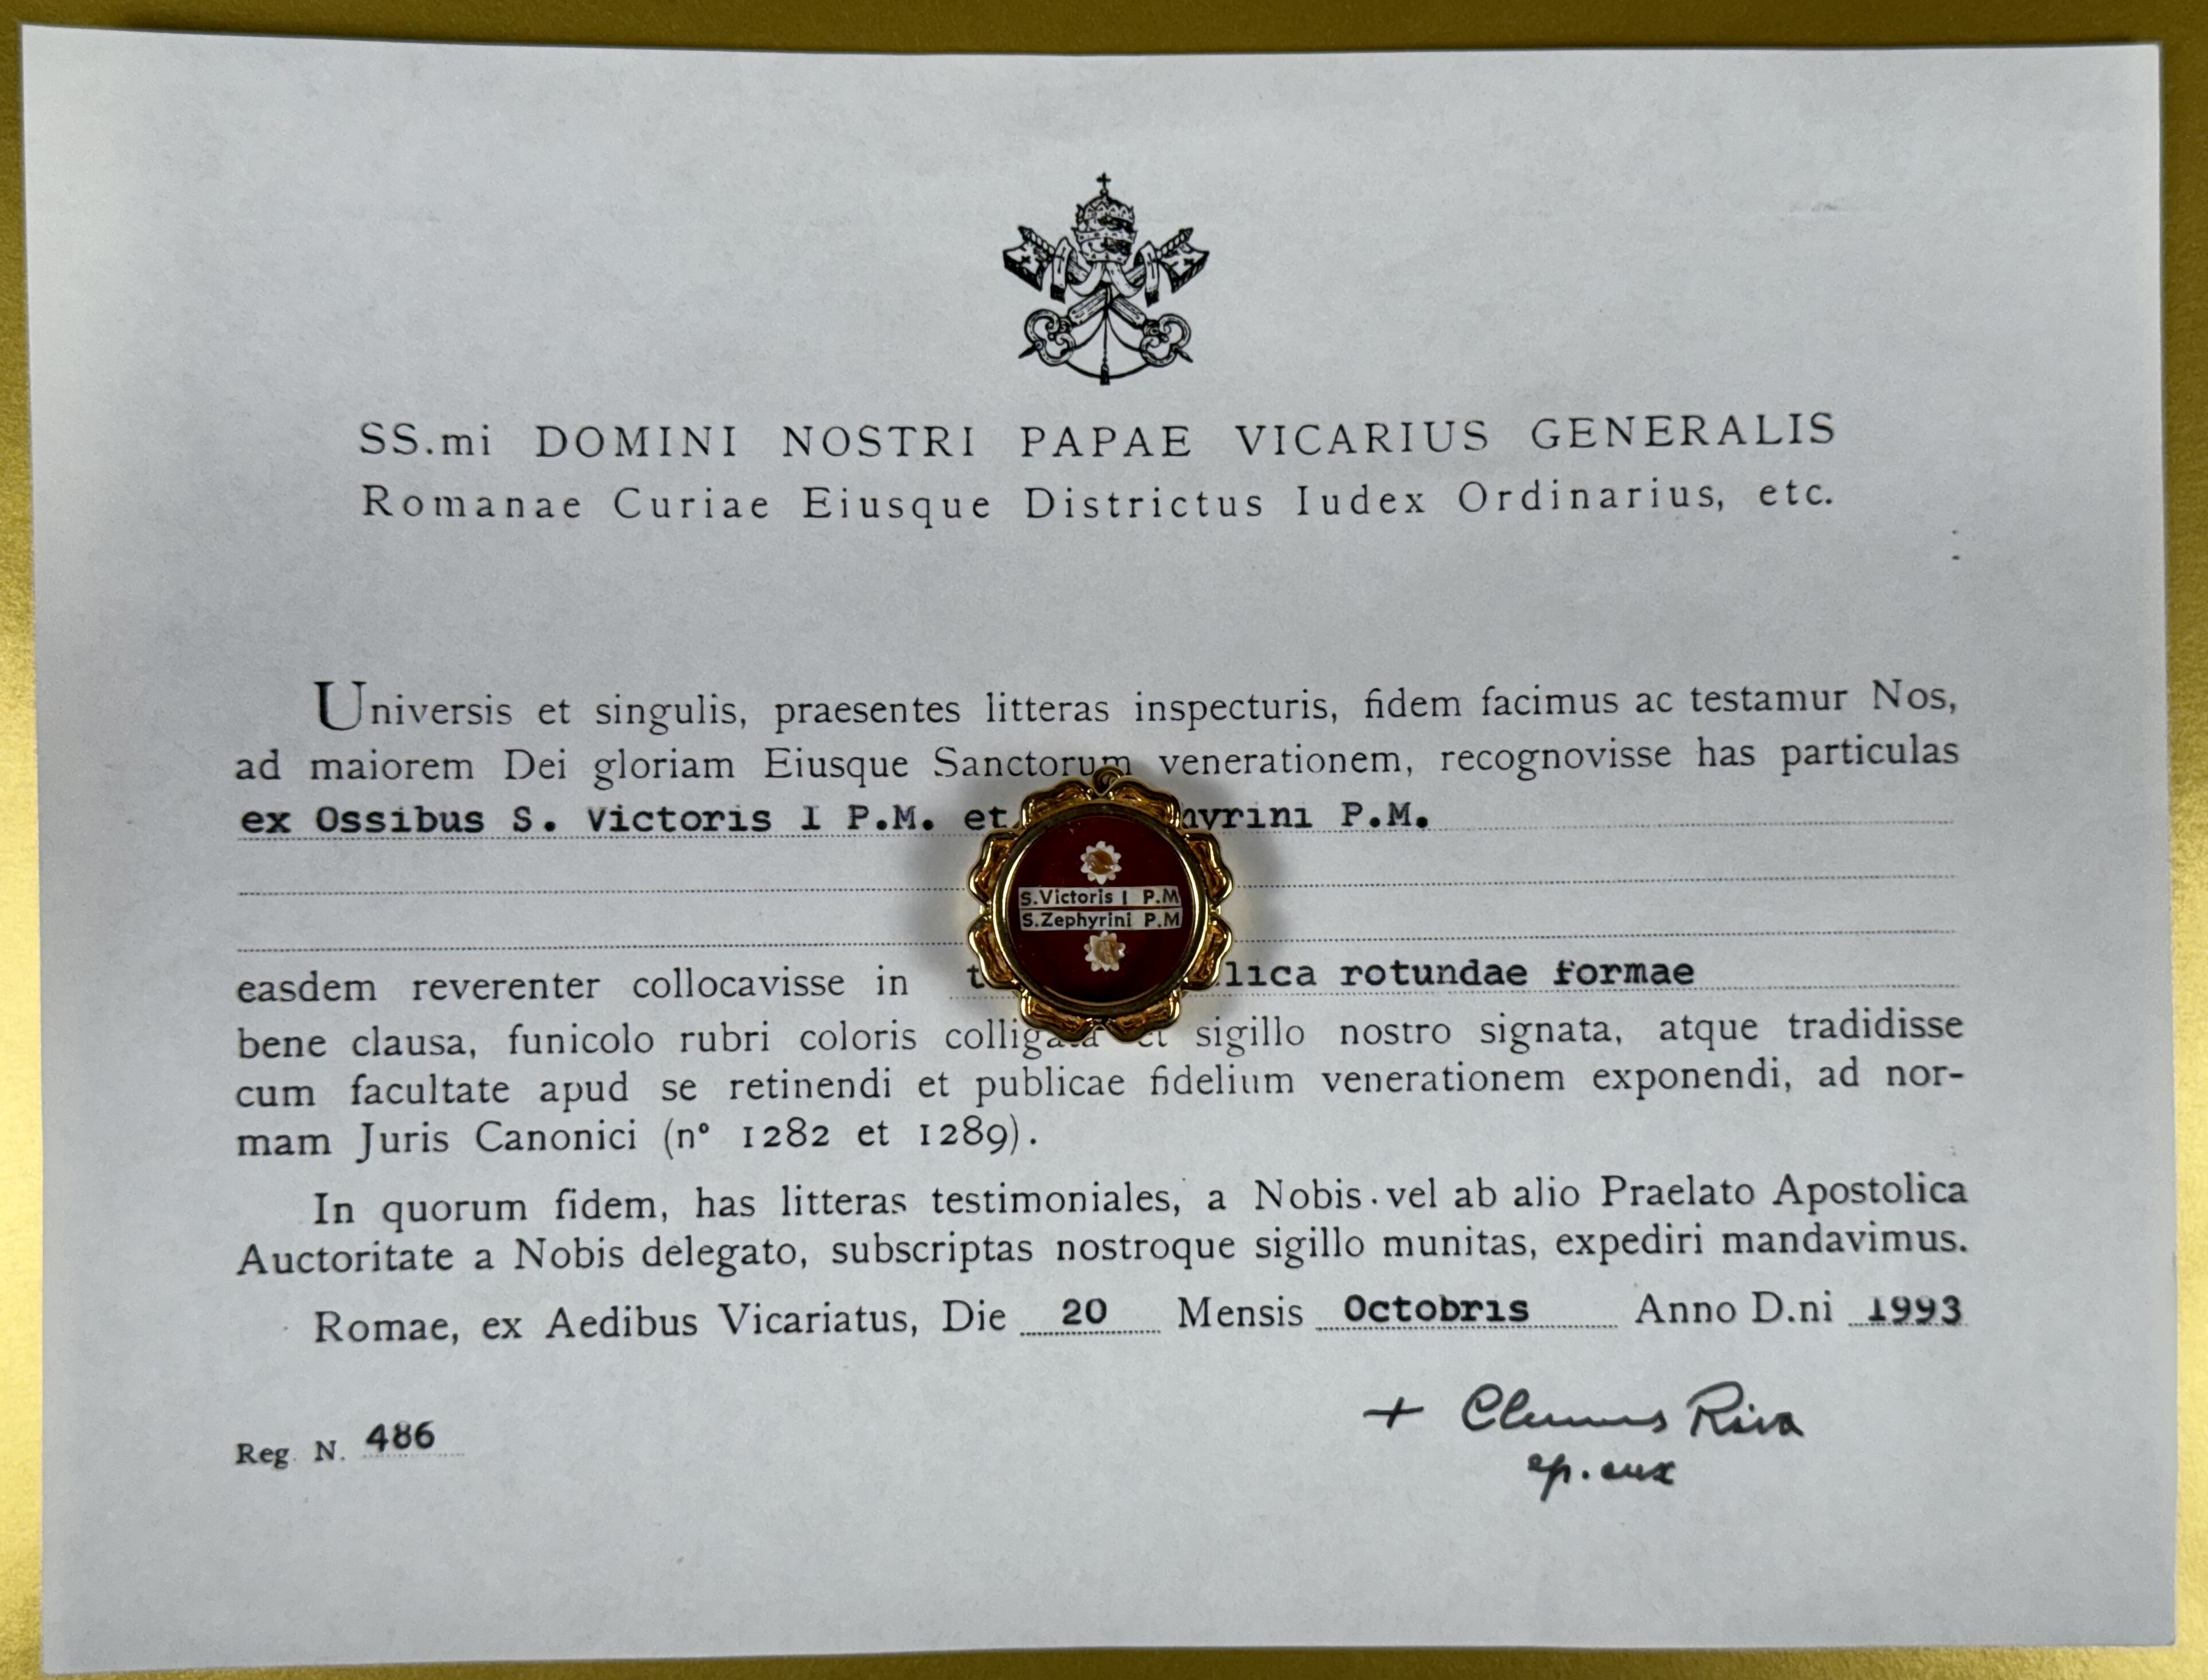 SS.mi DOMINI NOSTRI PAPAE VICARIUS GENERALIS
Romanae Curiae Eiusque Districtus Iudex Ordinarius, etc.
Universis et singulis, praesentes litteras inspecturis, fidem facimus ac testamur Nos,
ad maiorem Dei gloriam Eiusque Sanctorum venerationem, recognovisse has particulas
ex Ossibus S. Victoris I P.M. et hyrini P.M.
S.Victoris I P.M
S.Zephyrini P.M
easdem reverenter collocavisse in t lica rotundae formae
bene clausa, funicolo rubri coloris colligata et sigillo nostro signata, atque tradidisse
cum facultate apud se retinendi et publicae fidelium venerationem exponendi, ad nor-
mam Juris Canonici (n° 1282 et 1289).
In quorum fidem, has litteras testimoniales, a Nobis vel ab alio Praelato Apostolica
Auctoritate a Nobis delegato, subscriptas nostroque sigillo munitas, expediri mandavimus.
Romae, ex Aedibus Vicariatus, Die 20 Mensis Octobris Anno D.ni 1993
Reg. N. 486
+ Clemens Riva
ep. aux